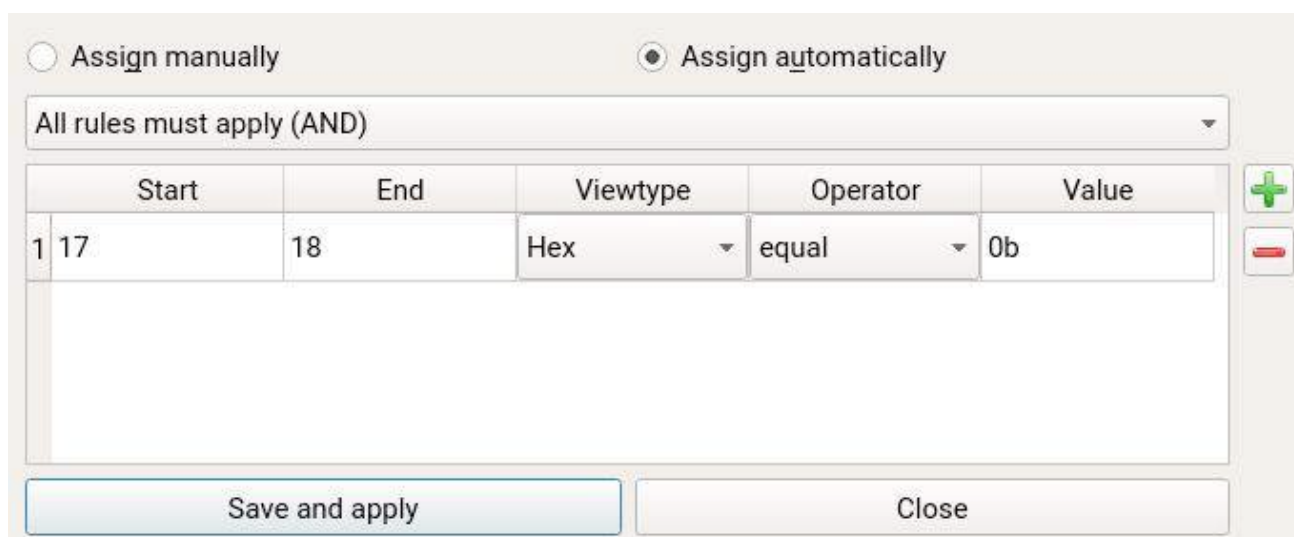 Assign manually Assign automatically
All rules must apply (AND)
Start End Viewtype Operator Value
1 17 18 Hex equal 0b
Save and apply Close